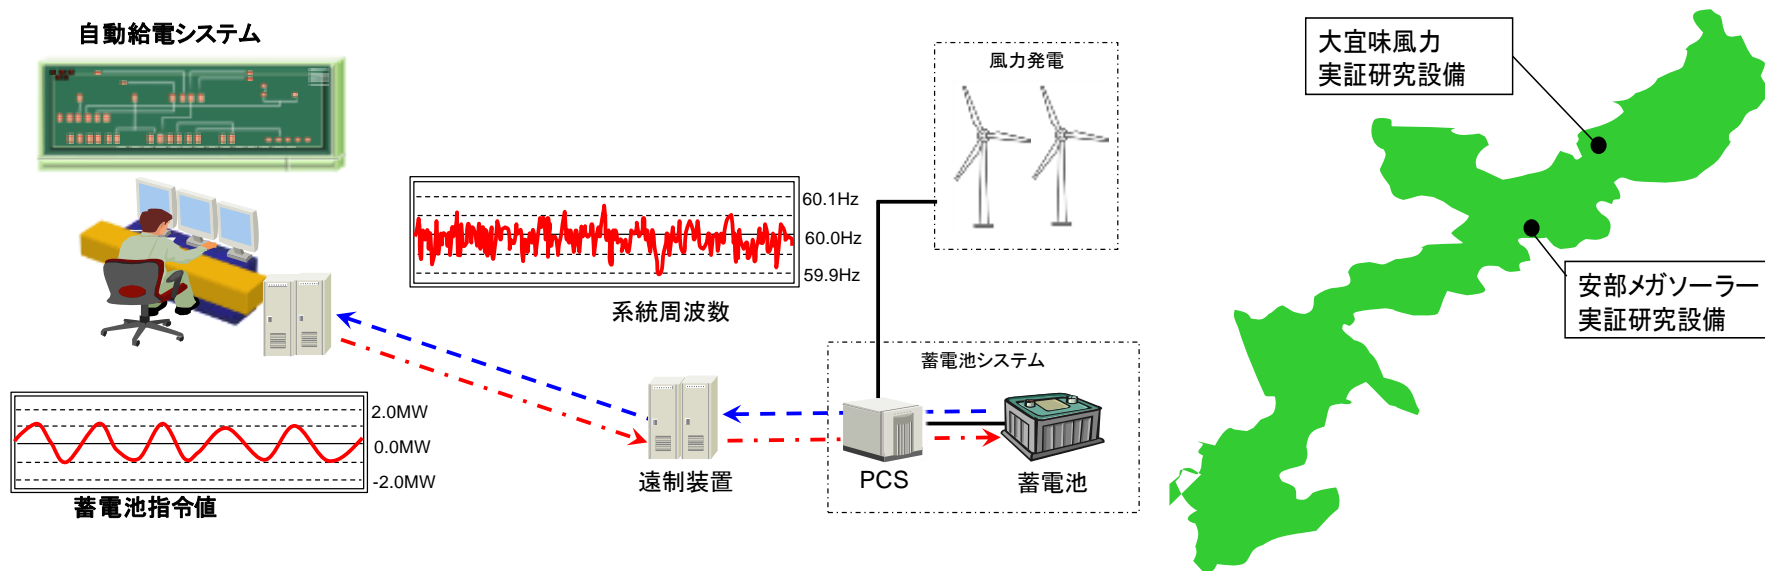 自動給電システム
風力発電
60.1Hz
60.0Hz
59.9Hz
系統周波数
2.0MW
0.0MW
-2.0MW
蓄電池指令値
遠制装置
蓄電池システム
PCS
蓄電池
大宜味風力
実証研究設備
安部メガソーラー
実証研究設備